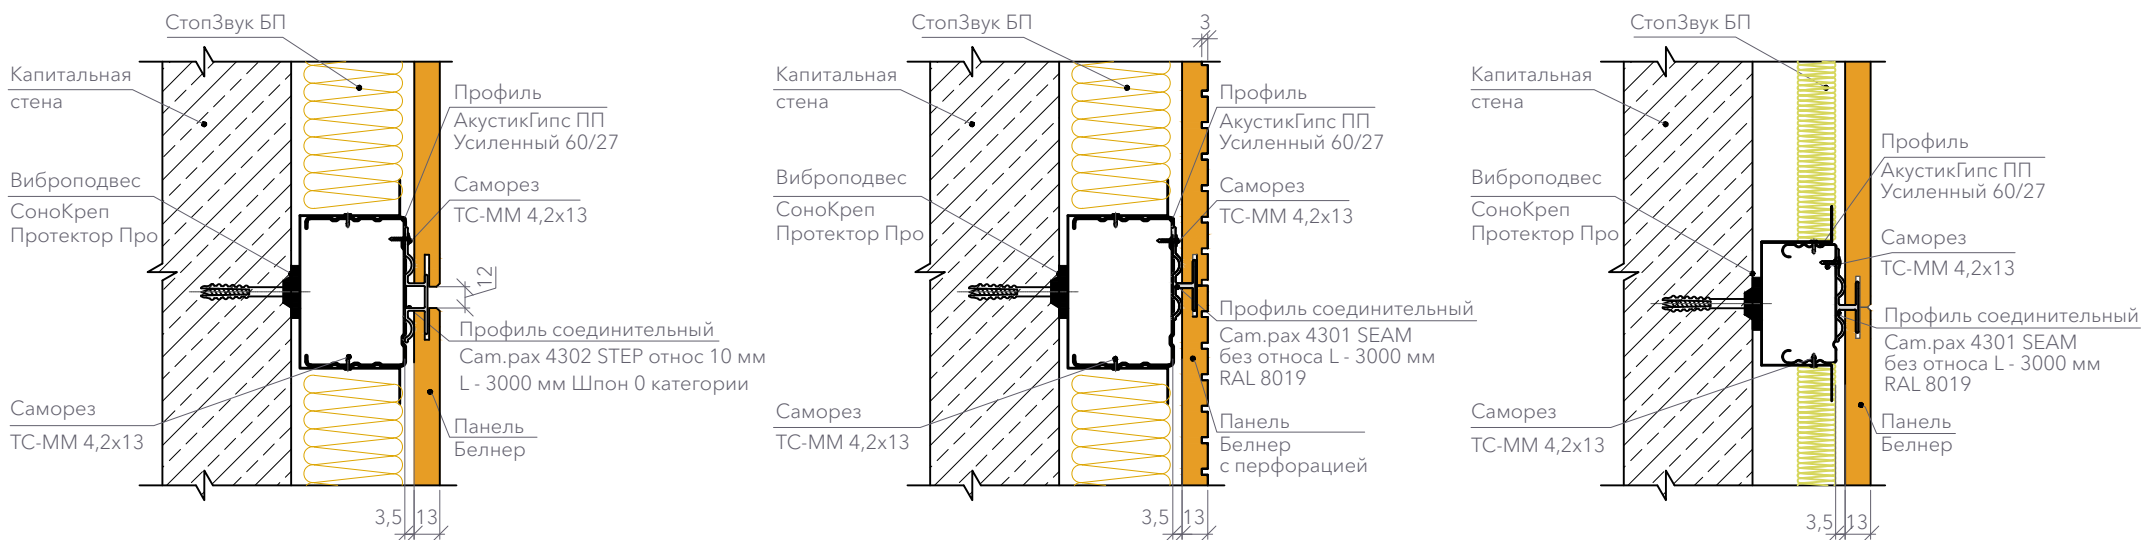 СтопЗвук БП
Капитальная
стена
Профиль
АкустикГипс ПП
Усиленный 60/27
Виброподвес
СоноКреп
Протектор Про
Саморез
ТС-ММ 4,2х13
12
Профиль соединительный
Cam.pax 4302 STEP относ 10 мм
L - 3000 мм Шпон 0 категории
Саморез
ТС-ММ 4,2х13
Панель
Белнер
3,5
13
СтопЗвук БП
3
Капитальная
стена
Профиль
АкустикГипс ПП
Усиленный 60/27
Виброподвес
СоноКреп
Протектор Про
Саморез
ТС-ММ 4,2х13
Профиль соединительный
Cam.pax 4301 SEAM
без относа L - 3000 мм
RAL 8019
Саморез
ТС-ММ 4,2х13
Панель
Белнер
с перфорацией
3,5
13
СтопЗвук БП
Капитальная
стена
Профиль
АкустикГипс ПП
Усиленный 60/27
Виброподвес
СоноКреп
Протектор Про
Саморез
ТС-ММ 4,2х13
Профиль соединительный
Cam.pax 4301 SEAM
без относа L - 3000 мм
RAL 8019
Саморез
ТС-ММ 4,2х13
Панель
Белнер
3,5
13